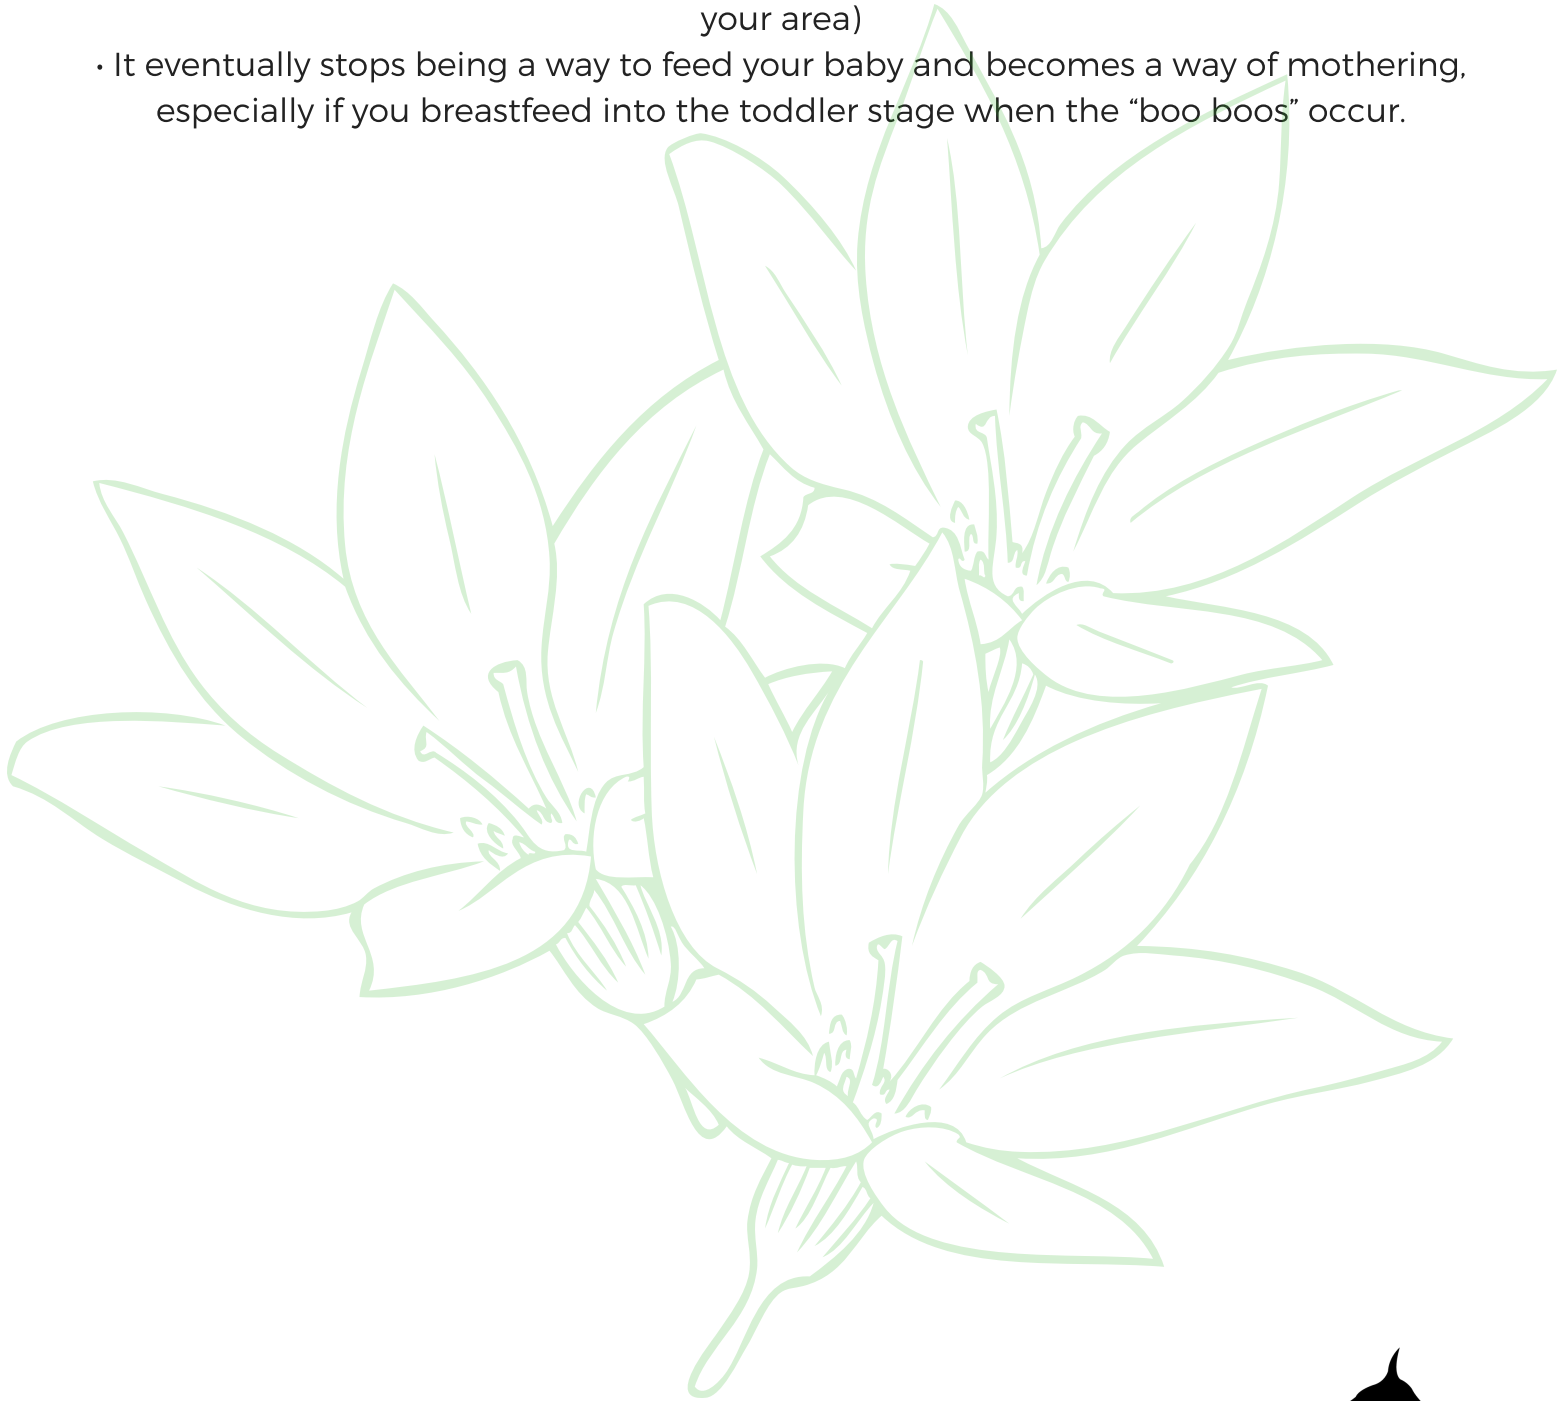 your area)
• It eventually stops being a way to feed your baby and becomes a way of mothering,
especially if you breastfeed into the toddler stage when the “boo boos” occur.